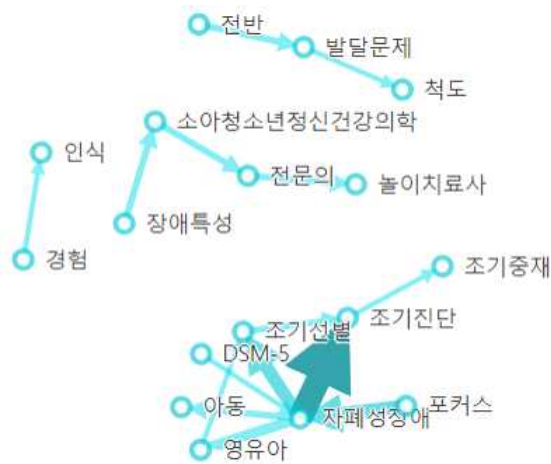 전반
발달문제
척도
소아청소년정신건강의학
인식
전문의
놀이치료사
장애특성
경험
조기중재
조기진단
조기선별
DSM-5
아동
자폐성장애
포커스
영유아